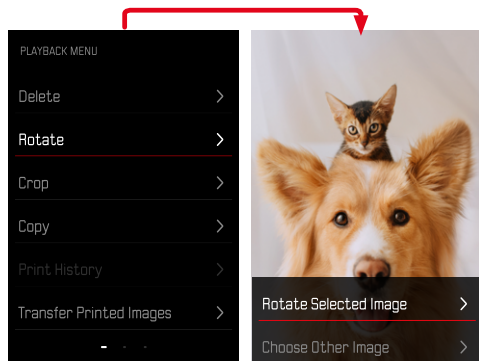 PLAYBACK MENU
Delete
Rotate
Crop
Copy
Print History
Transfer Printed Images
Rotate Selected Image
Choose Other Image